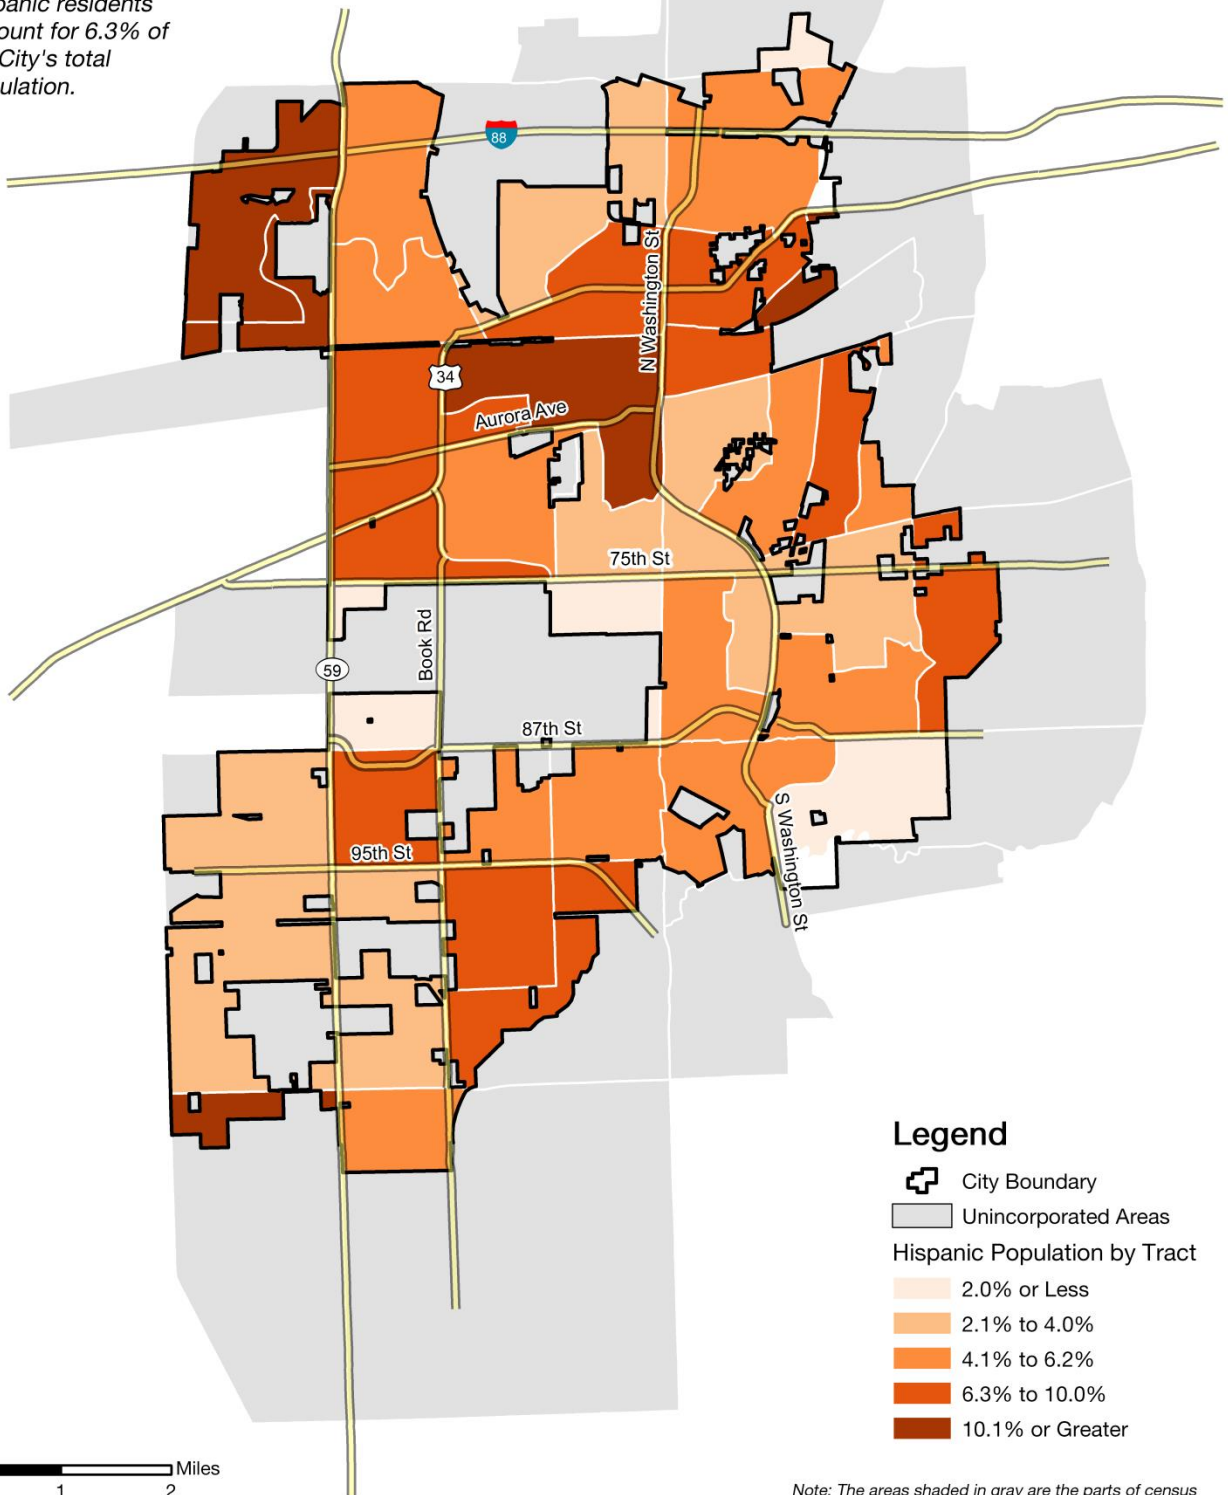 panic residents
ount for 6.3% of
City's total
ulation.
88
N Washington St
34
Aurora Ave
75th St
Book Rd
59
87th St
S Washington St
95th St
Legend
City Boundary
Unincorporated Areas
Hispanic Population by Tract
2.0% or Less
2.1% to 4.0%
4.1% to 6.2%
6.3% to 10.0%
10.1% or Greater
Miles
1 2
Note: The areas shaded in gray are the parts of census